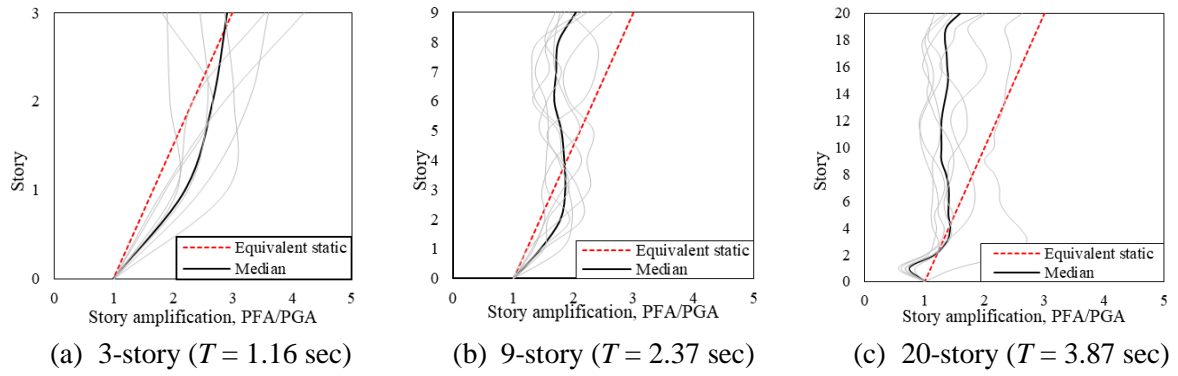 3
2
1
0
Story
Equivalent static
Median
0 1 2 3 4 5
Story amplification, PFA/PGA
(a) 3-story (T = 1.16 sec)
9
8
7
6
5
4
3
2
1
0
Story
Equivalent static
Median
0 1 2 3 4 5
Story amplification, PFA/PGA
(b) 9-story (T = 2.37 sec)
20
18
16
14
12
10
8
6
4
2
0
Story
Equivalent static
Median
0 1 2 3 4 5
Story amplification, PFA/PGA
(c) 20-story (T = 3.87 sec)